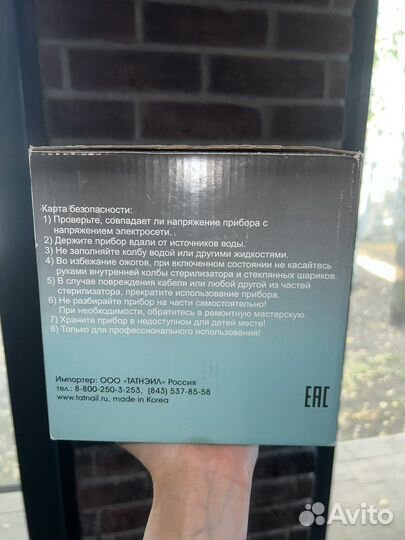 Карта безопасности:
1) Проверьте, совпадает ли напряжение прибора с
напряжением электросети.
2) Держите прибор вдали от источников воды.
3) Не заполняйте колбу водой или другими жидкостями.
4) Во избежание ожогов, при включенном состоянии не касайтесь
руками внутренней колбы стерилизатора и стеклянных шариков.
5) В случае повреждения кабеля или любой другой из частей
стерилизатора, прекратите использование прибора.
6) Не разбирайте прибор на части самостоятельно!
При необходимости, обратитесь в ремонтную мастерскую.
7) Храните прибор в недоступном для детей месте!
8) Только для профессионального использования!
Импортер: ООО «ТАТНЭИЛ» Россия
тел.: 8-800-250-3-253, (843) 537-85-58
www.tatnail.ru, made in Korea
EAC
Avito